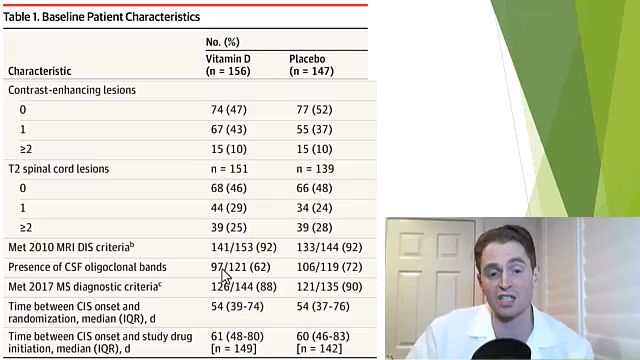 Table 1. Baseline Patient Characteristics
No. (%)
Characteristic Vitamin D (n = 156) Placebo (n = 147)
Contrast-enhancing lesions
0 74 (47) 77 (52)
1 67 (43) 55 (37)
≥2 15 (10) 15 (10)
T2 spinal cord lesions n = 151 n = 139
0 68 (46) 66 (48)
1 44 (29) 34 (24)
≥2 39 (25) 39 (28)
Met 2010 MRI DIS criteriab 141/153 (92) 133/144 (92)
Presence of CSF oligoclonal bands 97/121 (62) 106/119 (72)
Met 2017 MS diagnostic criteriac 126/144 (88) 121/135 (90)
Time between CIS onset and 54 (39-74) 54 (37-76)
randomization, median (IQR), d
Time between CIS onset and study drug 61 (48-80) 60 (46-83)
initiation, median (IQR), d [n = 149] [n = 142]